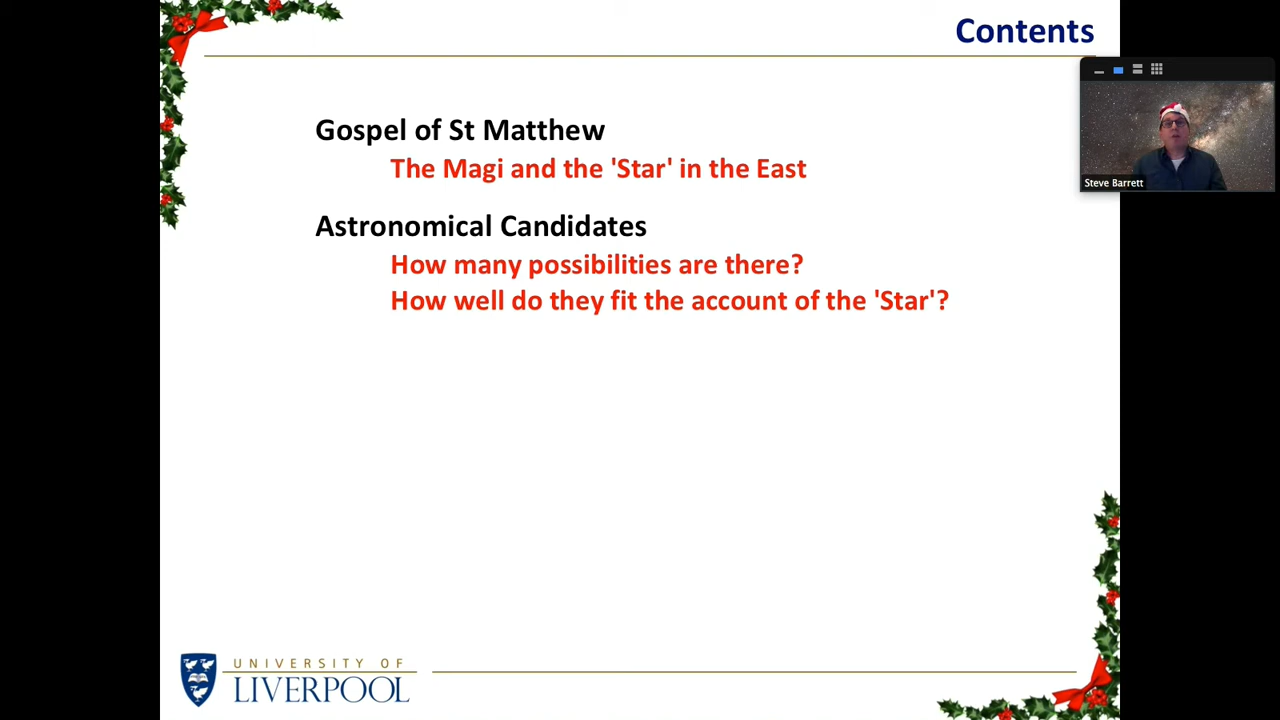 Contents
Gospel of St Matthew
The Magi and the 'Star' in the East
Astronomical Candidates
How many possibilities are there?
How well do they fit the account of the 'Star'?
Steve Barrett
UNIVERSITY OF
LIVERPOOL